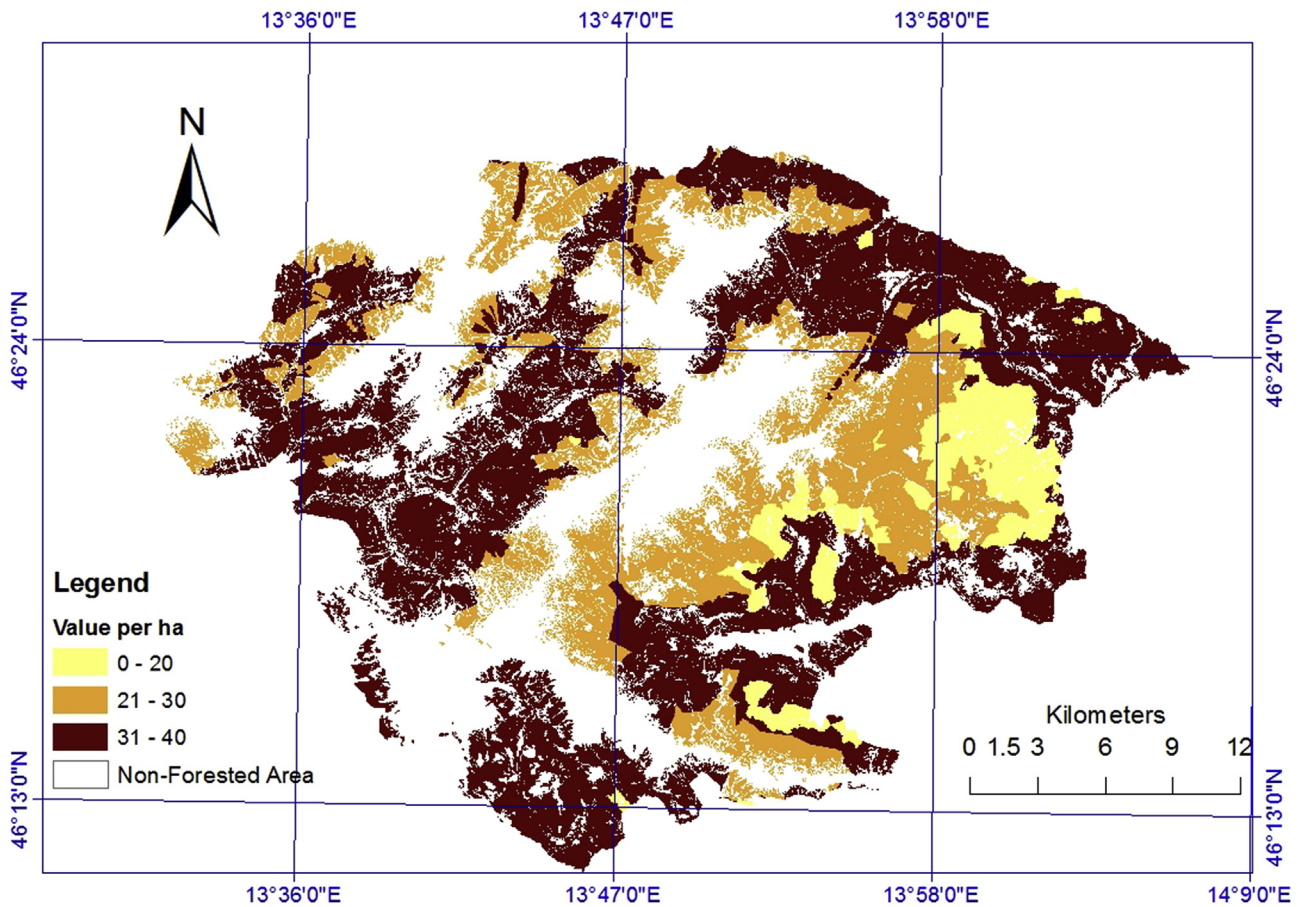 13°36'0"E 13°47'0"E 13°58'0"E
N
46°24'0"N
46°24'0"N
Legend
Value per ha
0 - 20
21 - 30
31 - 40
Non-Forested Area
Kilometers
0 1.5 3 6 9 12
46°13'0"N
46°13'0"N
13°36'0"E 13°47'0"E 13°58'0"E 14°9'0"E